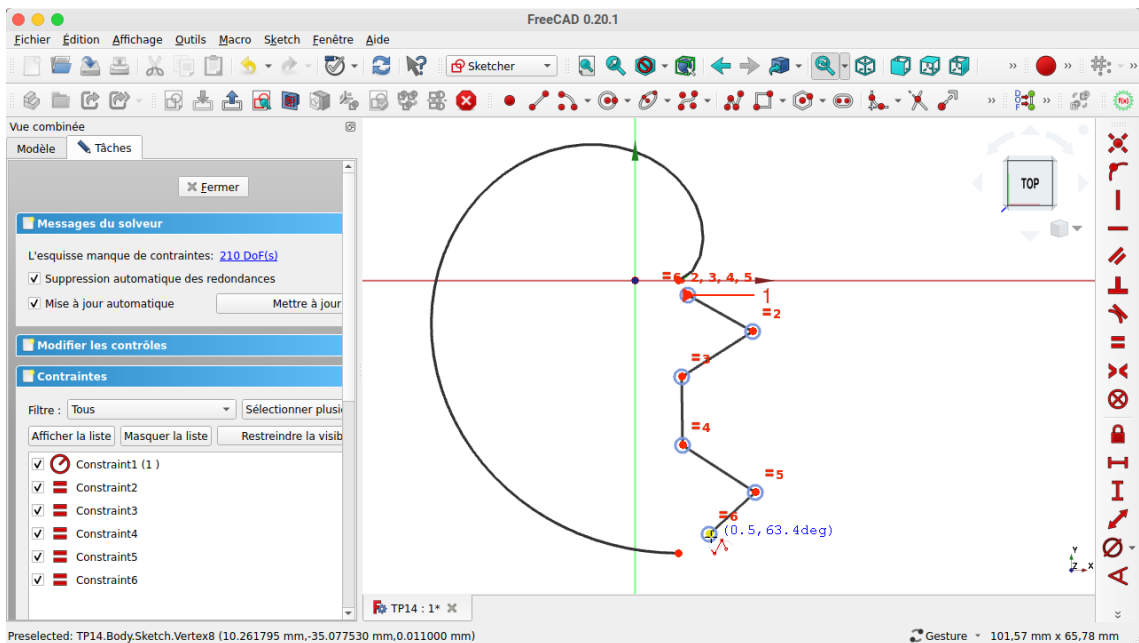 FreeCAD 0.20.1
Fichier Édition Affichage Outils Macro Sketch Fenêtre Aide
Sketcher
»
»
»
»
»
f(x)
Vue combinée
Modèle Tâches
Fermer
Messages du solveur
L'esquisse manque de contraintes: 210 DoF(s)
Suppression automatique des redondances
Mise à jour automatique Mettre à jour
Modifier les contrôles
Contraintes
Filtre : Tous Sélectionner plusi
Afficher la liste Masquer la liste Restreindre la visib
Constraint1 (1 )
Constraint2
Constraint3
Constraint4
Constraint5
Constraint6
TOP
=6, 2, 3, 4, 5
1
=2
=3
=4
=5
=6
(0.5,63.4deg)
Y
Z X
TP14 : 1*
Preselected: TP14.Body.Sketch.Vertex8 (10.261795 mm,-35.077530 mm,0.011000 mm) Gesture 101,57 mm x 65,78 mm